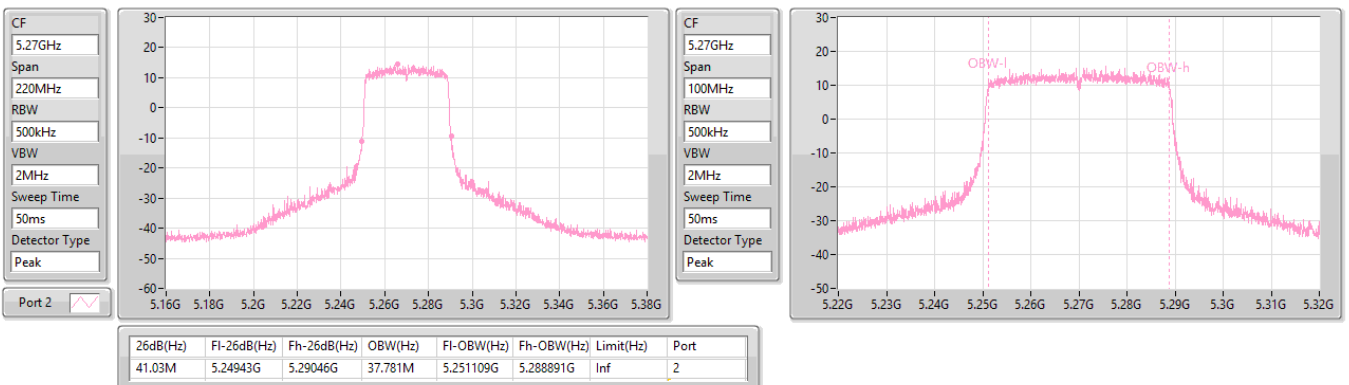 CF
5.27GHz
Span
220MHz
RBW
500kHz
VBW
2MHz
Sweep Time
50ms
Detector Type
Peak
Port 2
30
20
10
0
-10
-20
-30
-40
-50
-60
5.16G 5.18G 5.2G 5.22G 5.24G 5.26G 5.28G 5.3G 5.32G 5.34G 5.36G 5.38G
CF
5.27GHz
Span
100MHz
RBW
500kHz
VBW
2MHz
Sweep Time
50ms
Detector Type
Peak
30
20
10
0
-10
-20
-30
-40
-50
OBW-l OBW-h
5.22G 5.23G 5.24G 5.25G 5.26G 5.27G 5.28G 5.29G 5.3G 5.31G 5.32G
26dB(Hz) Fl-26dB(Hz) Fh-26dB(Hz) OBW(Hz) Fl-OBW(Hz) Fh-OBW(Hz) Limit(Hz) Port
41.03M 5.24943G 5.29046G 37.781M 5.251109G 5.288891G Inf 2